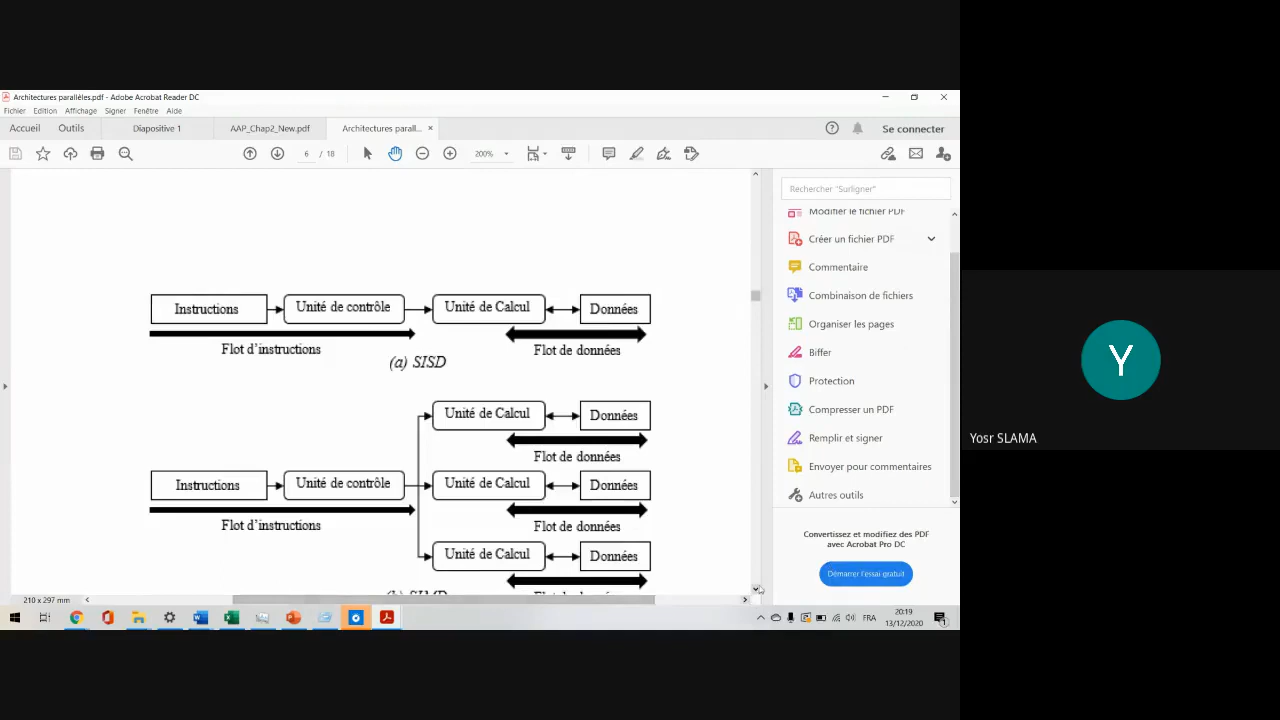 Architectures parallèles.pdf - Adobe Acrobat Reader DC
Fichier Edition Affichage Signer Fenêtre Aide
Accueil Outils Diapositive 1 AAP_Chap2_New.pdf Architectures parall... × Se connecter
6 / 18 200%
Rechercher "Surligner"
Modifier le fichier PDF
Créer un fichier PDF
Commentaire
Combinaison de fichiers
Organiser les pages
Biffer
Protection
Compresser un PDF
Remplir et signer
Envoyer pour commentaires
Autres outils
Convertissez et modifiez des PDF
avec Acrobat Pro DC
Démarrer l'essai gratuit
Instructions Unité de contrôle Unité de Calcul Données
Flot d'instructions Flot de données
(a) SISD
Unité de Calcul Données
Flot de données
Instructions Unité de contrôle Unité de Calcul Données
Flot d'instructions Flot de données
Unité de Calcul Données
Flot de données
(b) SIMD
210 x 297 mm
FRA 20:19
13/12/2020
1
Y
Yosr SLAMA